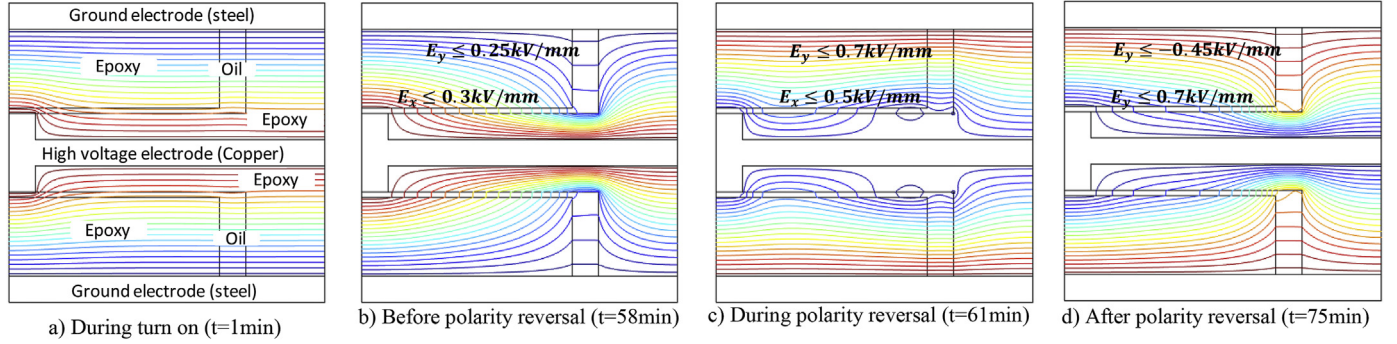 Ground electrode (steel)
Epoxy
Oil
Epoxy
High voltage electrode (Copper)
Epoxy
Epoxy
Oil
Ground electrode (steel)
a) During turn on (t=1min)
E_y ≤ 0.25kV/mm
E_x ≤ 0.3kV/mm
b) Before polarity reversal (t=58min)
E_y ≤ 0.7kV/mm
E_x ≤ 0.5kV/mm
c) During polarity reversal (t=61min)
E_y ≤ −0.45kV/mm
E_y ≤ 0.7kV/mm
d) After polarity reversal (t=75min)